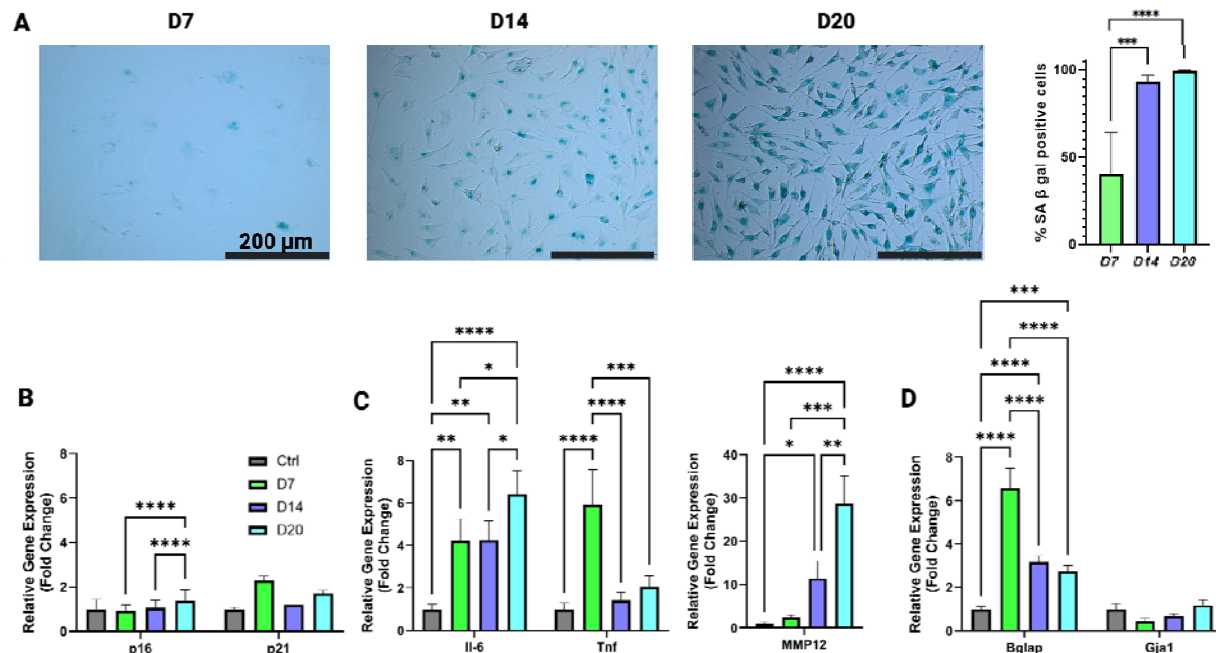 A
D7
D14
D20
200 µm
% SA β gal positive cells
100
50
0
D7
D14
D20
***
****
B
Relative Gene Expression
(Fold Change)
8
6
4
2
0
Ctrl
D7
D14
D20
****
****
p16
p21
C
Relative Gene Expression
(Fold Change)
8
6
4
2
0
****
*
**
**
*
***
****
****
Il-6
Tnf
Relative Gene Expression
(Fold Change)
40
30
20
10
0
****
***
*
**
MMP12
D
Relative Gene Expression
(Fold Change)
8
6
4
2
0
***
****
****
****
****
Bglap
Gja1